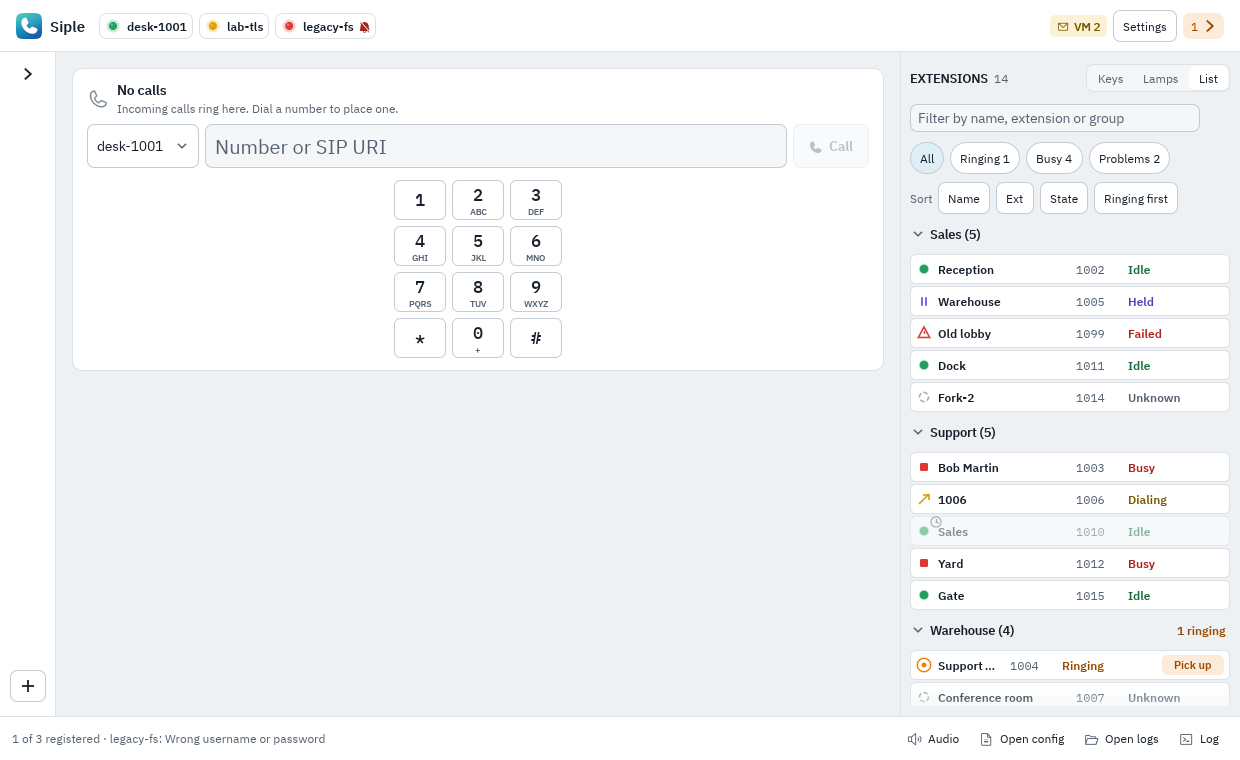 Siple
desk-1001
lab-tls
legacy-fs
VM 2
Settings
1
No calls
Incoming calls ring here. Dial a number to place one.
desk-1001
Number or SIP URI
Call
1
2
ABC
3
DEF
4
GHI
5
JKL
6
MNO
7
PQRS
8
TUV
9
WXYZ
*
0
+
#
EXTENSIONS 14
Keys
Lamps
List
Filter by name, extension or group
All
Ringing 1
Busy 4
Problems 2
Sort
Name
Ext
State
Ringing first
Sales (5)
Reception 1002 Idle
Warehouse 1005 Held
Old lobby 1099 Failed
Dock 1011 Idle
Fork-2 1014 Unknown
Support (5)
Bob Martin 1003 Busy
1006 1006 Dialing
Sales 1010 Idle
Yard 1012 Busy
Gate 1015 Idle
Warehouse (4) 1 ringing
Support ... 1004 Ringing Pick up
Conference room 1007 Unknown
1 of 3 registered · legacy-fs: Wrong username or password
Audio
Open config
Open logs
Log